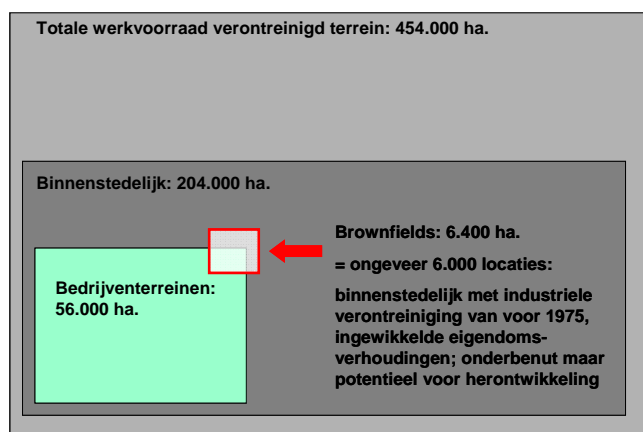 Totale werkvoorraad verontreinigd terrein: 454.000 ha.
Binnenstedelijk: 204.000 ha.
Brownfields: 6.400 ha.
= ongeveer 6.000 locaties:
binnenstedelijk met industriele
verontreiniging van voor 1975,
ingewikkelde eigendoms-
verhoudingen; onderbenut maar
potentieel voor herontwikkeling
Bedrijventerreinen:
56.000 ha.